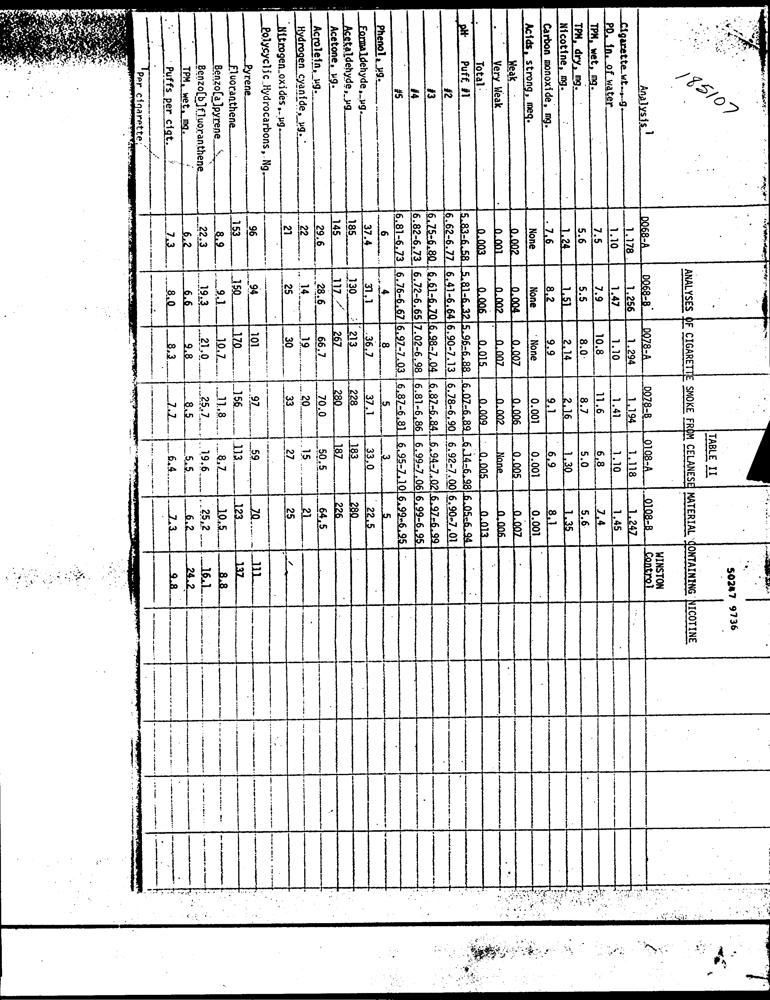 185107
50247 9736
TABLE II
ANALYSES OF CIGARETTE SMOKE FROM CELANESE MATERIAL CONTAINING NICOTINE
Analysis¹ D068-A D068-B D078-A D078-B D108-A D108-B WINSTON Control
Cigarette wt., g. 1.178 1.256 1.294 1.194 1.118 1.247
PD, in. of water 1.10 1.47 1.10 1.41 1.10 1.45
TPM, wet, mg. 7.5 7.9 10.8 11.6 6.8 7.4
TPM, dry, mg. 5.6 5.5 8.0 8.7 5.0 5.6
Nicotine, mg. 1.24 1.51 2.14 2.16 1.30 1.35
Carbon monoxide, mg. 7.6 8.2 9.9 9.1 6.9 8.1
Acids, strong, meq. None None None 0.001 0.001 0.001
Weak 0.002 0.004 0.007 0.006 0.005 0.007
Very Weak 0.001 0.002 0.007 0.002 None 0.006
Total 0.003 0.006 0.015 0.009 0.005 0.013
pH Puff #1 5.83-6.58 5.81-6.32 5.96-6.88 6.07-6.89 6.14-6.98 6.05-6.94
#2 6.62-6.77 6.41-6.64 6.90-7.13 6.78-6.90 6.92-7.00 6.90-7.01
#3 6.75-6.80 6.61-6.70 6.98-7.04 6.87-6.84 6.94-7.02 6.97-6.99
#4 6.82-6.73 6.72-6.65 7.02-6.98 6.81-6.86 6.99-7.06 6.99-6.95
#5 6.81-6.73 6.76-6.67 6.97-7.03 6.87-6.81 6.95-7.10 6.99-6.95
Phenol, µg. 6 4 8 5 3 5
Formaldehyde, µg. 37.4 31.1 36.7 37.1 33.0 22.5
Acetaldehyde, µg. 185 130 213 228 183 280
Acetone, µg. 145 117 267 280 187 226
Acrolein, µg. 29.6 28.6 66.7 70.0 50.5 64.5
Hydrogen cyanide, µg. 22 14 19 20 15 21
Nitrogen oxides, µg. 21 25 30 33 27 25
Polycyclic Hydrocarbons, Ng.
Pyrene 96 94 101 97 59 70 111
Fluoranthene 153 150 170 156 113 123 137
Benzo[a]pyrene 8.9 9.1 10.7 11.8 8.7 10.5 8.8
Benzo[b]fluoranthene 22.3 19.3 21.0 25.7 19.6 25.2 16.1
TPM, wet, mg. 6.2 6.6 9.8 8.5 5.5 6.2 24.2
Puffs per cigt. 7.3 8.0 8.3 7.7 6.4 7.3 9.8
¹Per cigarette.